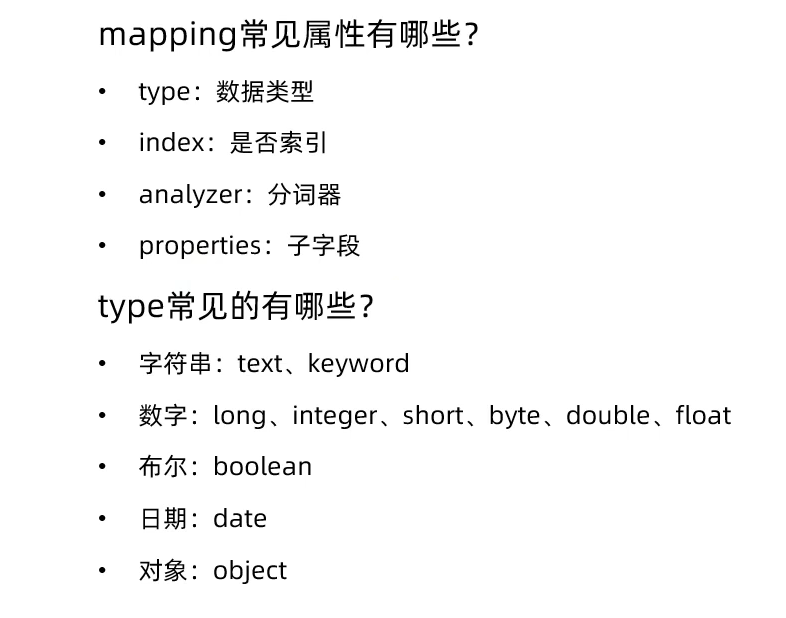 mapping常见属性有哪些？
• type：数据类型
• index：是否索引
• analyzer：分词器
• properties：子字段
type常见的有哪些？
• 字符串：text、keyword
• 数字：long、integer、short、byte、double、float
• 布尔：boolean
• 日期：date
• 对象：object